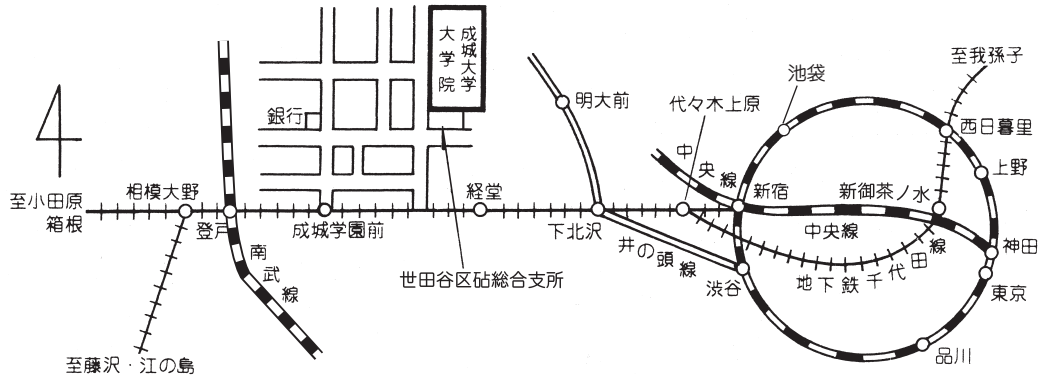 成城大学
大学院
銀行
至小田原
箱根
相模大野
登戸
南武線
至藤沢・江の島
成城学園前
経堂
世田谷区砧総合支所
下北沢
明大前
井の頭線
代々木上原
中央線
新宿
渋谷
池袋
至我孫子
西日暮里
上野
新御茶ノ水
中央線
地下鉄千代田線
神田
東京
品川